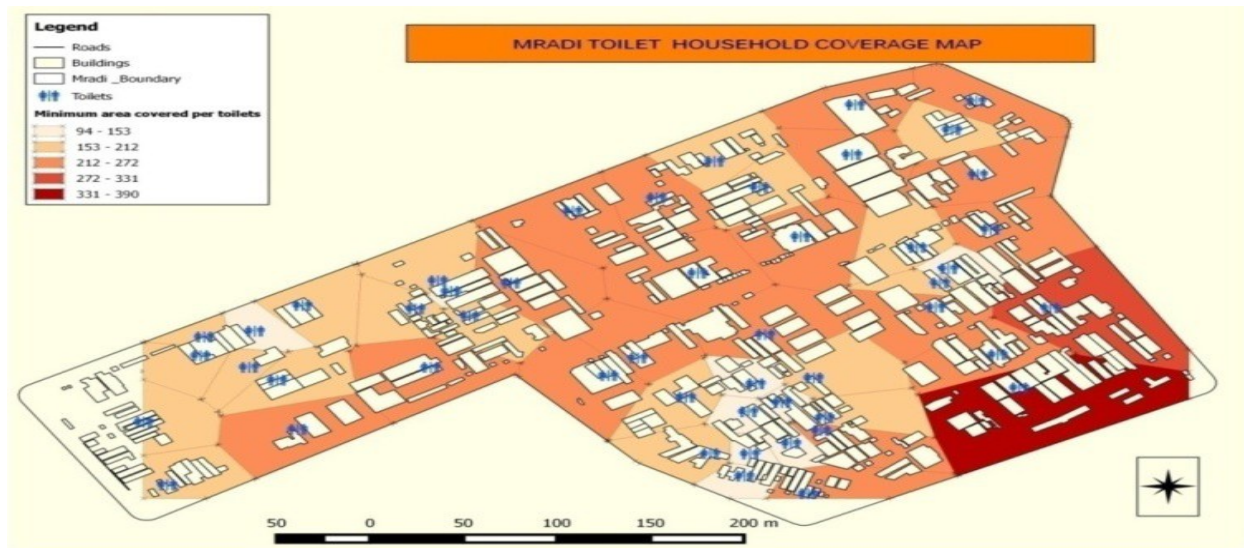 MRADI TOILET HOUSEHOLD COVERAGE MAP
Legend
Roads
Buildings
Mradi _Boundary
Toilets
Minimum area covered per toilets
94 - 153
153 - 212
212 - 272
272 - 331
331 - 390
50 0 50 100 150 200 m